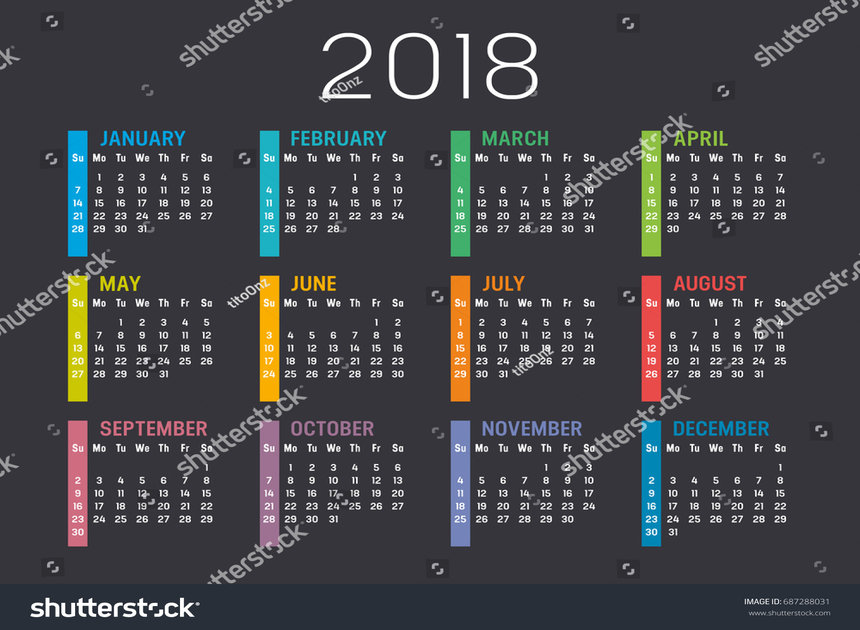 2018
JANUARY FEBRUARY MARCH APRIL
Su Mo Tu We Th Fr Sa Su Mo Tu We Th Fr Sa Su Mo Tu We Th Fr Sa Su Mo Tu We Th Fr Sa
1 2 3 4 5 6 1 2 3 1 2 3 1 2 3 4 5 6 7
7 8 9 10 11 12 13 4 5 6 7 8 9 10 4 5 6 7 8 9 10 8 9 10 11 12 13 14
14 15 16 17 18 19 20 11 12 13 14 15 16 17 11 12 13 14 15 16 17 15 16 17 18 19 20 21
21 22 23 24 25 26 27 18 19 20 21 22 23 24 18 19 20 21 22 23 24 22 23 24 25 26 27 28
28 29 30 31 25 26 27 28 25 26 27 28 29 30 31 29 30
MAY JUNE JULY AUGUST
Su Mo Tu We Th Fr Sa Su Mo Tu We Th Fr Sa Su Mo Tu We Th Fr Sa Su Mo Tu We Th Fr Sa
1 2 3 4 5 1 2 1 2 3 4 5 6 7 1 2 3 4
6 7 8 9 10 11 12 3 4 5 6 7 8 9 8 9 10 11 12 13 14 5 6 7 8 9 10 11
13 14 15 16 17 18 19 10 11 12 13 14 15 16 15 16 17 18 19 20 21 12 13 14 15 16 17 18
20 21 22 23 24 25 26 17 18 19 20 21 22 23 22 23 24 25 26 27 28 19 20 21 22 23 24 25
27 28 29 30 31 24 25 26 27 28 29 30 29 30 31 26 27 28 29 30 31
SEPTEMBER OCTOBER NOVEMBER DECEMBER
Su Mo Tu We Th Fr Sa Su Mo Tu We Th Fr Sa Su Mo Tu We Th Fr Sa Su Mo Tu We Th Fr Sa
1 1 2 3 4 5 6 1 2 3 1
2 3 4 5 6 7 8 7 8 9 10 11 12 13 4 5 6 7 8 9 10 2 3 4 5 6 7 8
9 10 11 12 13 14 15 14 15 16 17 18 19 20 11 12 13 14 15 16 17 9 10 11 12 13 14 15
16 17 18 19 20 21 22 21 22 23 24 25 26 27 18 19 20 21 22 23 24 16 17 18 19 20 21 22
23 24 25 26 27 28 29 28 29 30 31 25 26 27 28 29 30 23 24 25 26 27 28 29
30 30 31
shutterstock
tito0nz
IMAGE ID: 687288031
www.shutterstock.com